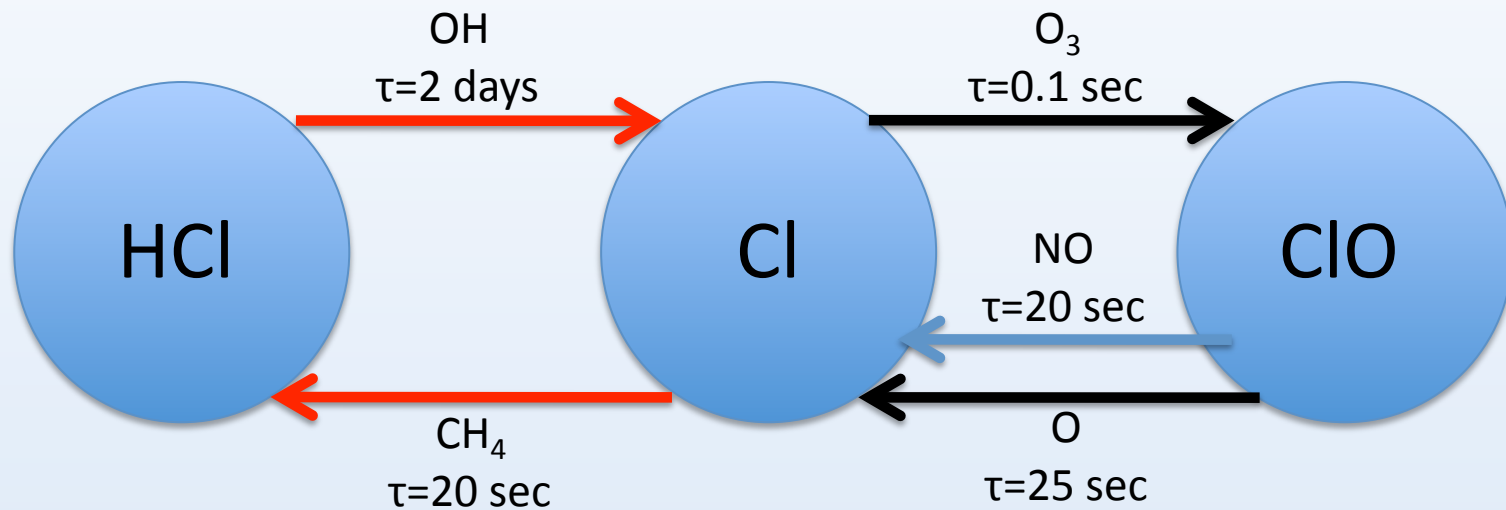 OH
τ=2 days
O₃
τ=0.1 sec
HCl
Cl
ClO
NO
τ=20 sec
CH₄
τ=20 sec
O
τ=25 sec